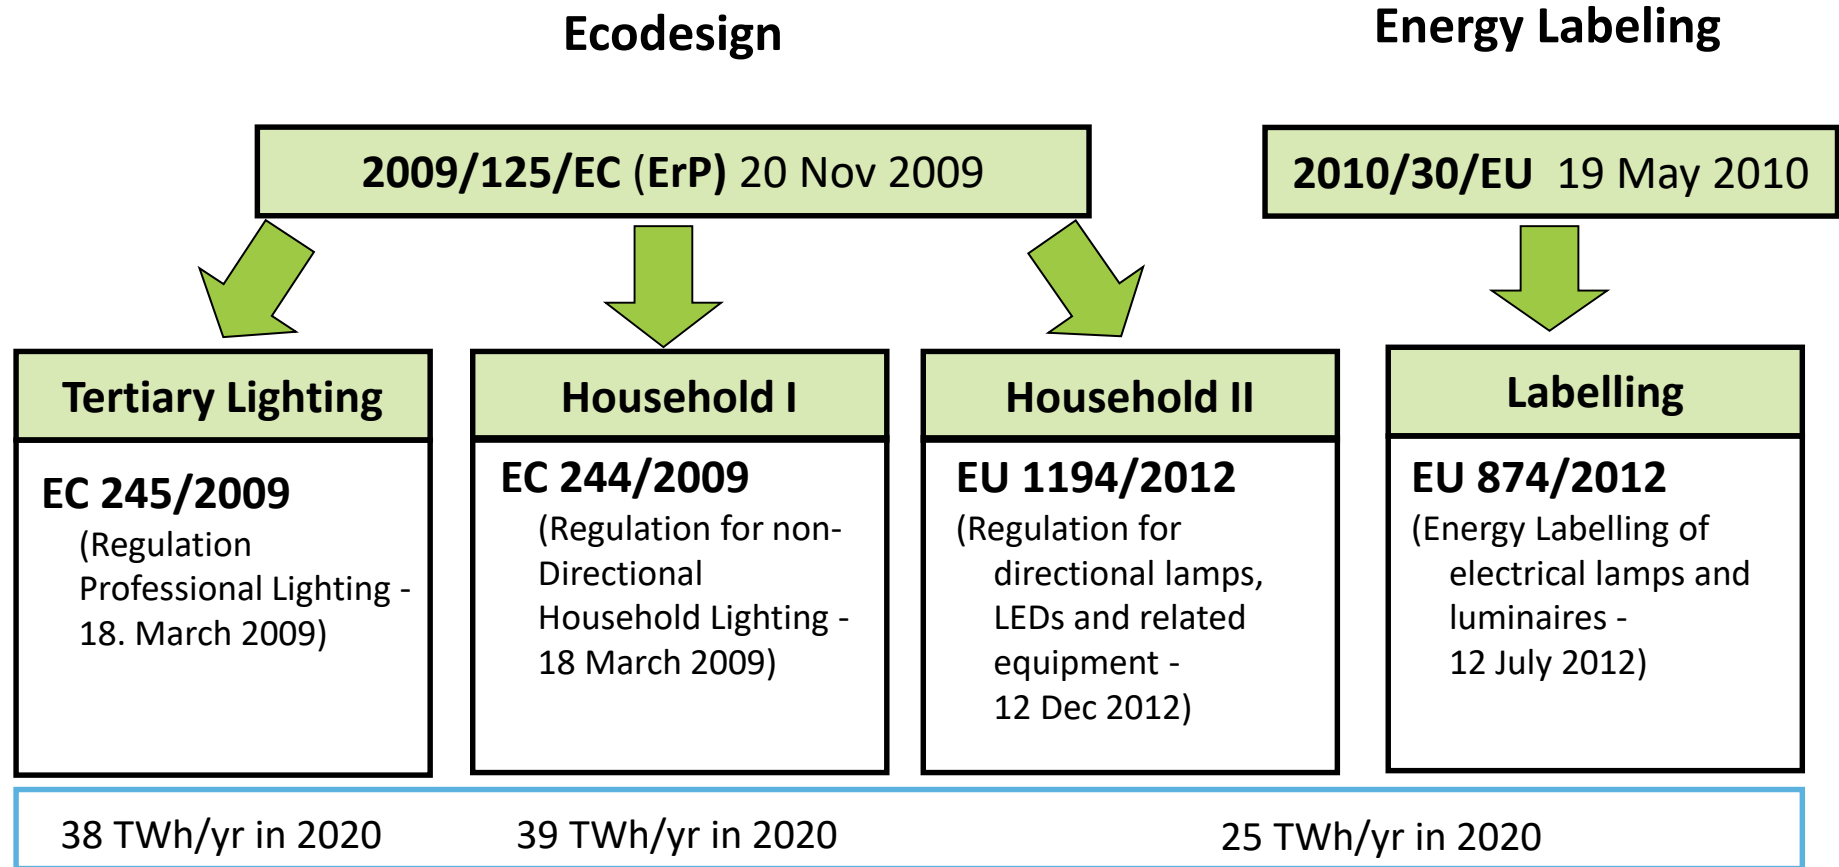 Ecodesign
Energy Labeling
2009/125/EC (ErP) 20 Nov 2009
2010/30/EU 19 May 2010
Tertiary Lighting
EC 245/2009
(Regulation
Professional Lighting -
18. March 2009)
Household I
EC 244/2009
(Regulation for non-
Directional
Household Lighting -
18 March 2009)
Household II
EU 1194/2012
(Regulation for
directional lamps,
LEDs and related
equipment -
12 Dec 2012)
Labelling
EU 874/2012
(Energy Labelling of
electrical lamps and
luminaires -
12 July 2012)
38 TWh/yr in 2020
39 TWh/yr in 2020
25 TWh/yr in 2020